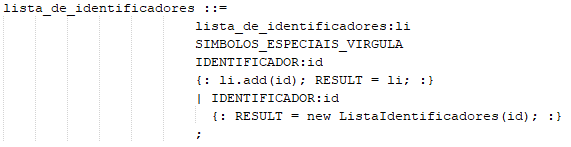 lista_de_identificadores ::=
lista_de_identificadores:li
SIMBOLOS_ESPECIAIS_VIRGULA
IDENTIFICADOR:id
{: li.add(id); RESULT = li; :}
| IDENTIFICADOR:id
{: RESULT = new ListaIdentificadores(id); :}
;